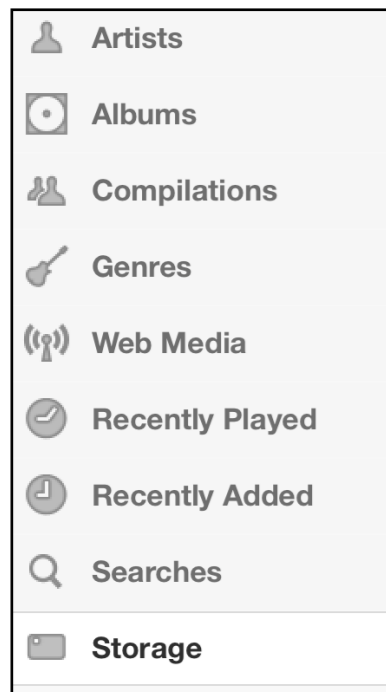 Artists
Albums
Compilations
Genres
Web Media
Recently Played
Recently Added
Searches
Storage